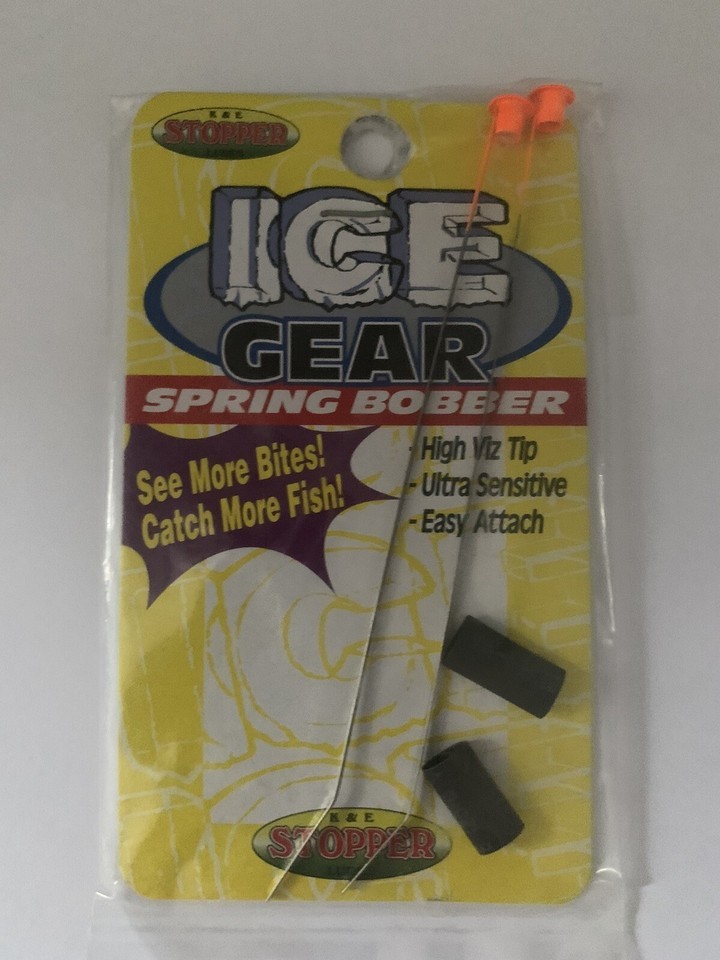 K & E
STOPPER
ICE
GEAR
SPRING BOBBER
See More Bites!
Catch More Fish!
- High Viz Tip
- Ultra Sensitive
- Easy Attach
K & E
STOPPER